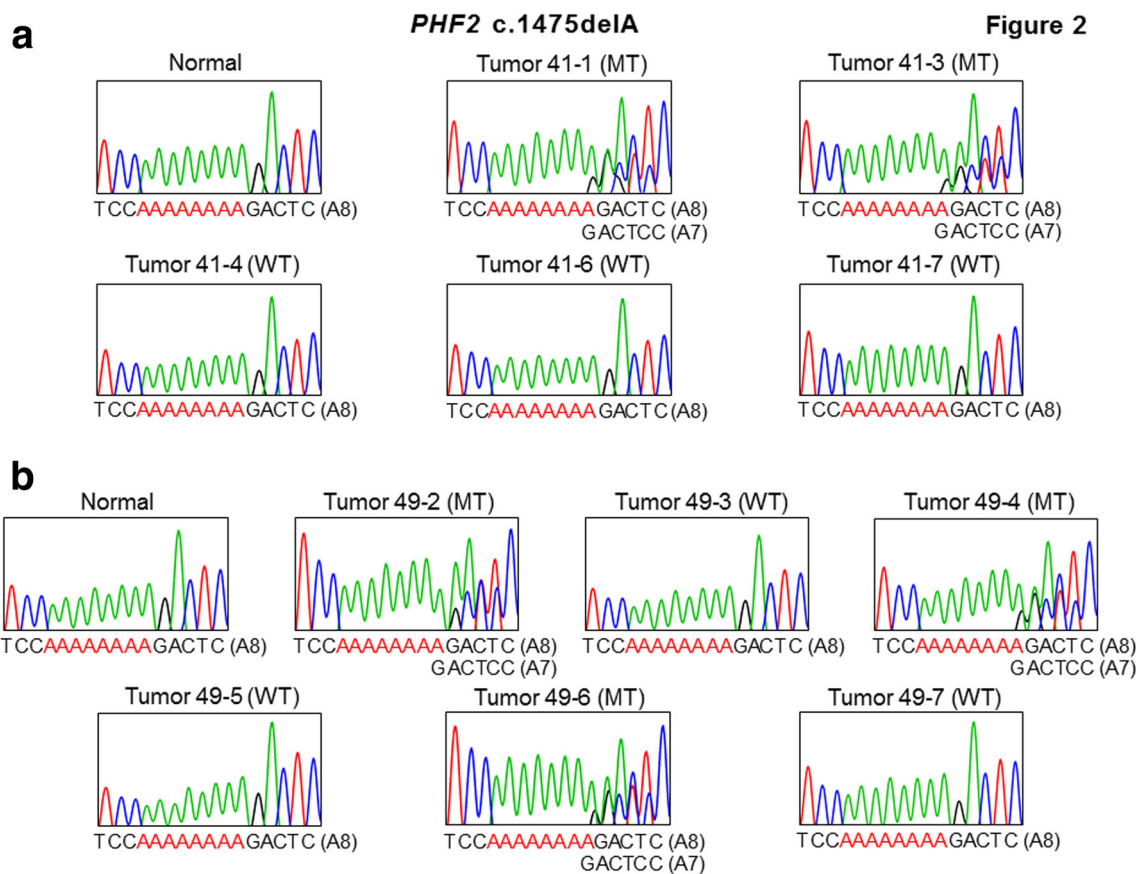 a
PHF2 c.1475delA
Figure 2
Normal
Tumor 41-1 (MT)
Tumor 41-3 (MT)
TCCAAAAAAAAGACTC (A8)
TCCAAAAAAAAGACTC (A8)
TCCAAAAAAAAGACTC (A8)
GACTCC (A7)
GACTCC (A7)
Tumor 41-4 (WT)
Tumor 41-6 (WT)
Tumor 41-7 (WT)
TCCAAAAAAAAGACTC (A8)
TCCAAAAAAAAGACTC (A8)
TCCAAAAAAAAGACTC (A8)
b
Normal
Tumor 49-2 (MT)
Tumor 49-3 (WT)
Tumor 49-4 (MT)
TCCAAAAAAAAGACTC (A8)
TCCAAAAAAAAGACTC (A8)
TCCAAAAAAAAGACTC (A8)
TCCAAAAAAAAGACTC (A8)
GACTCC (A7)
GACTCC (A7)
Tumor 49-5 (WT)
Tumor 49-6 (MT)
Tumor 49-7 (WT)
TCCAAAAAAAAGACTC (A8)
TCCAAAAAAAAGACTC (A8)
TCCAAAAAAAAGACTC (A8)
GACTCC (A7)